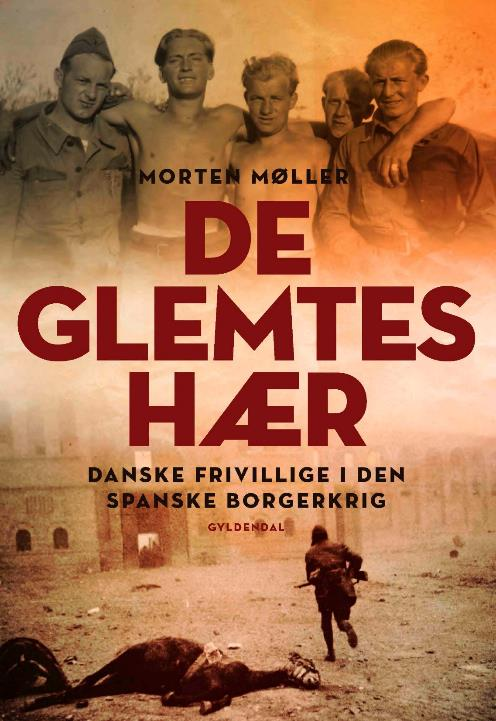 MORTEN MØLLER
DE
GLEMTES
HÆR
DANSKE FRIVILLIGE I DEN
SPANSKE BORGERKRIG
GYLDENDAL